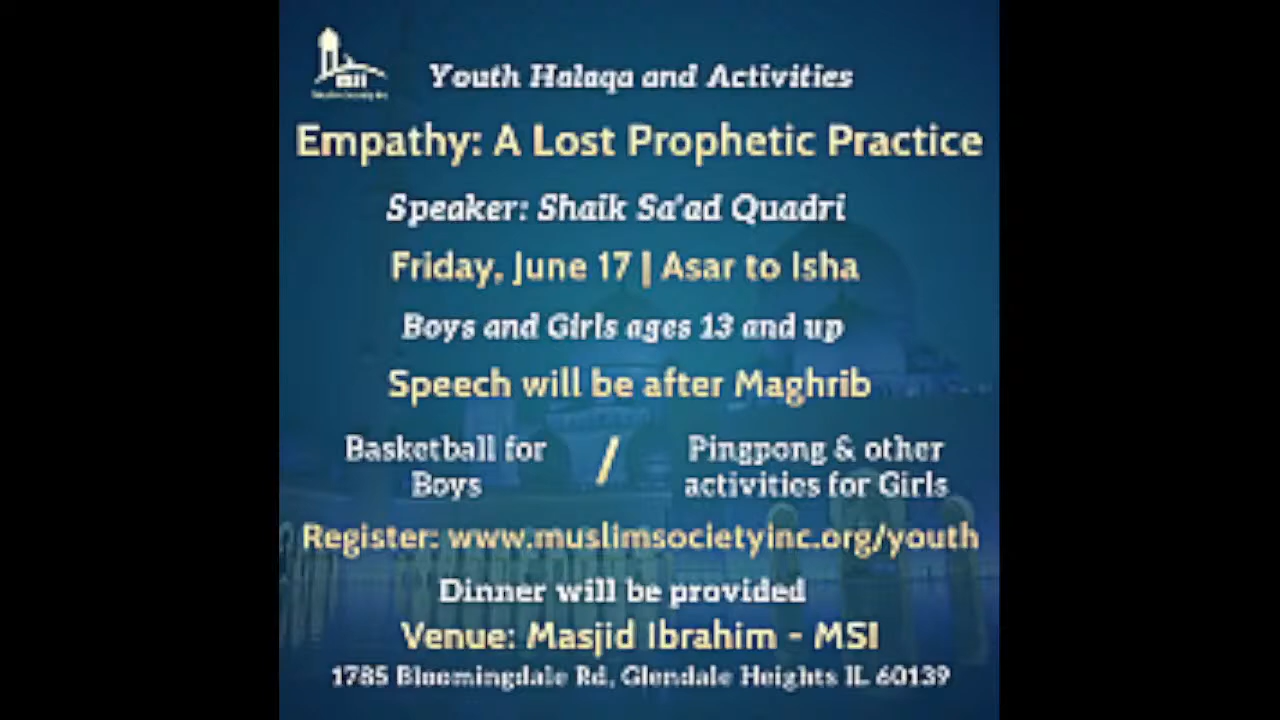 Youth Halaqa and Activities
Empathy: A Lost Prophetic Practice
Speaker: Shaik Sa'ad Quadri
Friday, June 17 | Asar to Isha
Boys and Girls ages 13 and up
Speech will be after Maghrib
Basketball for
Boys
/
Pingpong & other
activities for Girls
Register: www.muslimsocietyinc.org/youth
Dinner will be provided
Venue: Masjid Ibrahim - MSI
1785 Bloomingdale Rd, Glendale Heights IL 60139